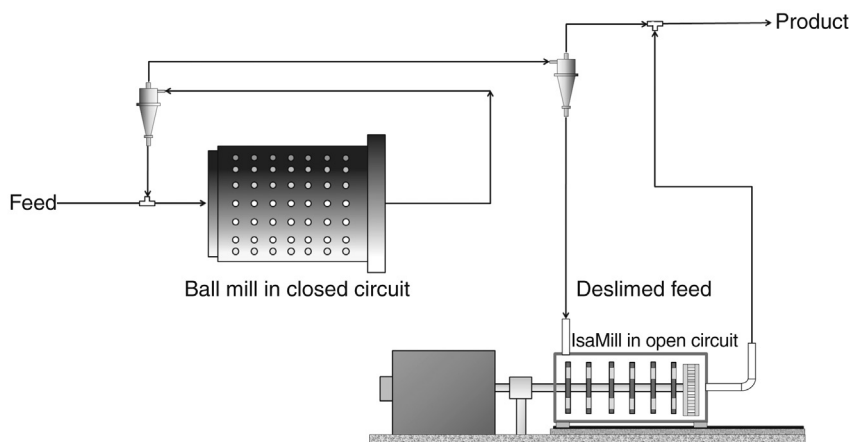 Product
Feed
Ball mill in closed circuit
Deslimed feed
IsaMill in open circuit